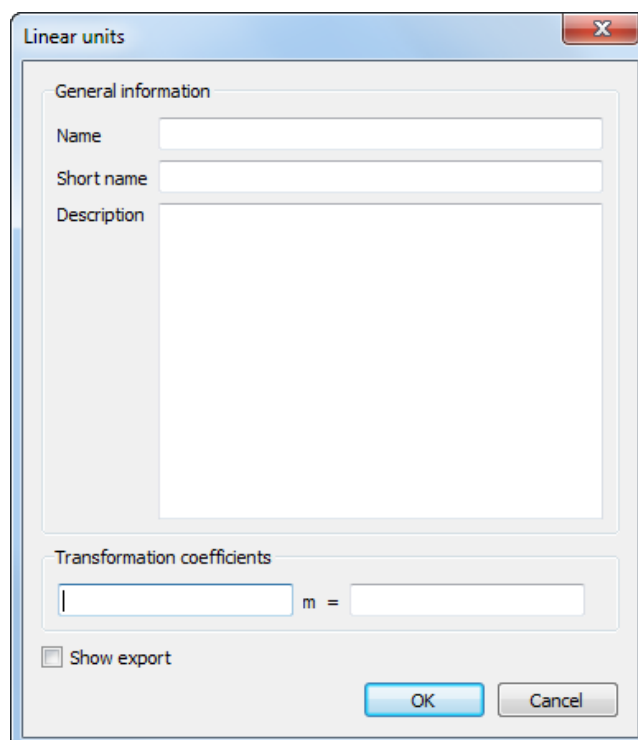 Linear units
General information
Name
Short name
Description
Transformation coefficients
m =
Show export
OK Cancel